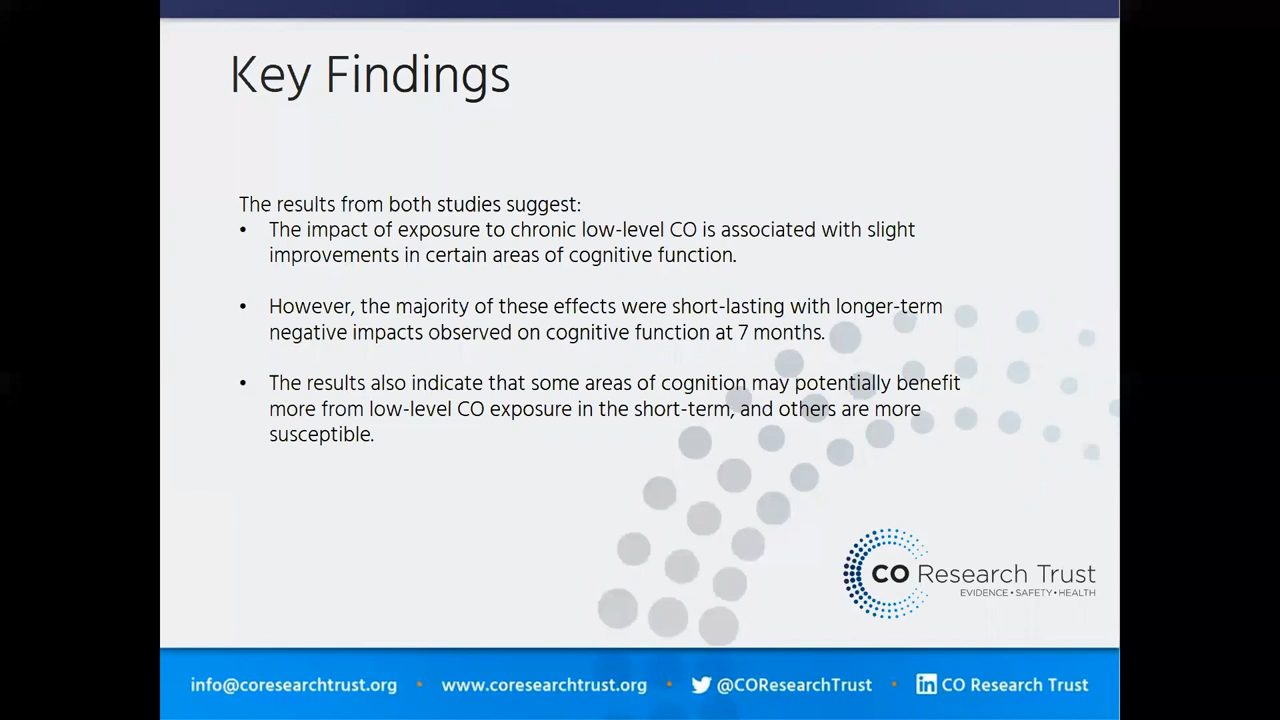 Key Findings
The results from both studies suggest:
• The impact of exposure to chronic low-level CO is associated with slight
improvements in certain areas of cognitive function.
• However, the majority of these effects were short-lasting with longer-term
negative impacts observed on cognitive function at 7 months.
• The results also indicate that some areas of cognition may potentially benefit
more from low-level CO exposure in the short-term, and others are more
susceptible.
CO Research Trust
EVIDENCE • SAFETY • HEALTH
info@coresearchtrust.org • www.coresearchtrust.org • @COResearchTrust • CO Research Trust